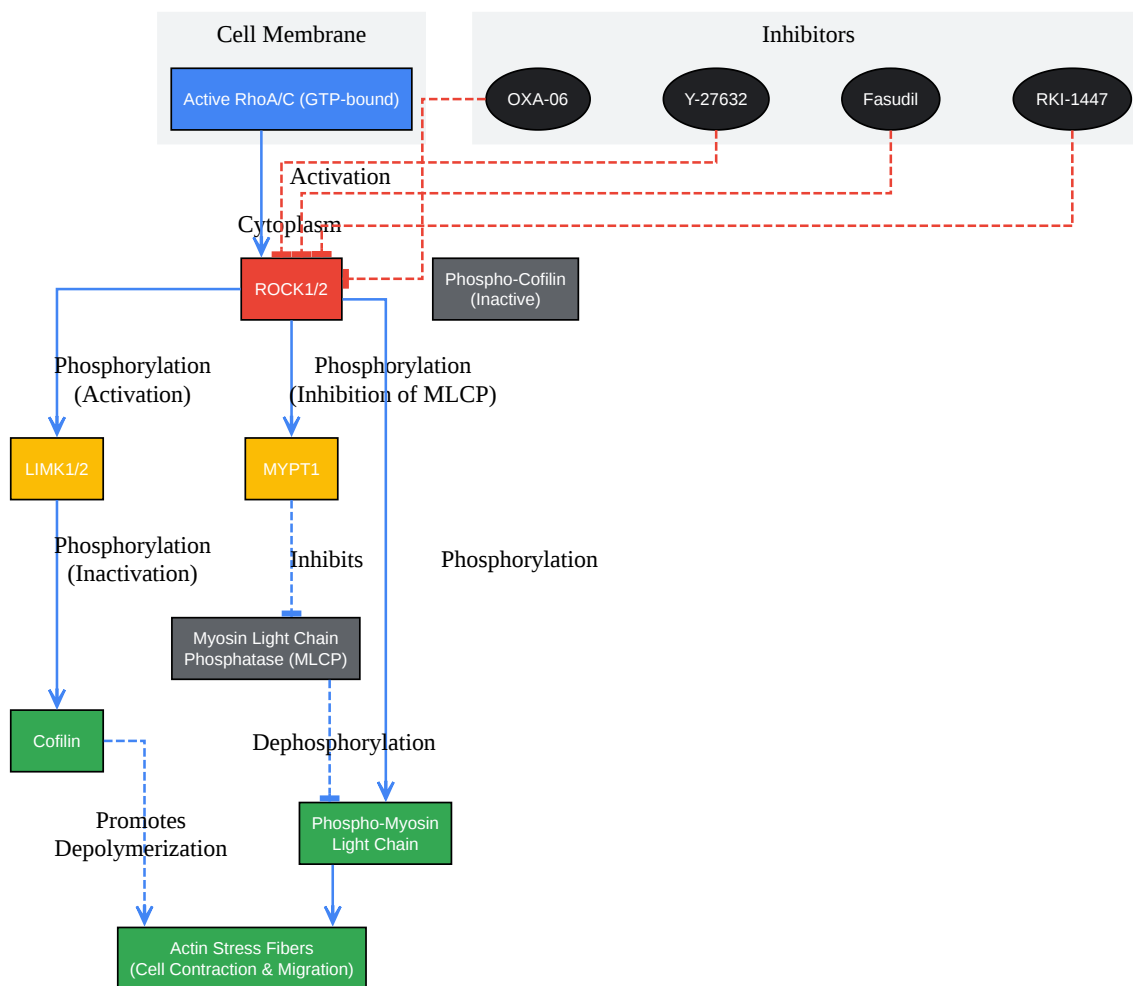 Cell Membrane
Inhibitors
Active RhoA/C (GTP-bound)
OXA-06
Y-27632
Fasudil
RKI-1447
Activation
Cytoplasm
ROCK1/2
Phospho-Cofilin
(Inactive)
Phosphorylation
(Activation)
Phosphorylation
(Inhibition of MLCP)
LIMK1/2
MYPT1
Phosphorylation
(Inactivation)
Inhibits
Phosphorylation
Myosin Light Chain
Phosphatase (MLCP)
Cofilin
Dephosphorylation
Promotes
Depolymerization
Phospho-Myosin
Light Chain
Actin Stress Fibers
(Cell Contraction & Migration)